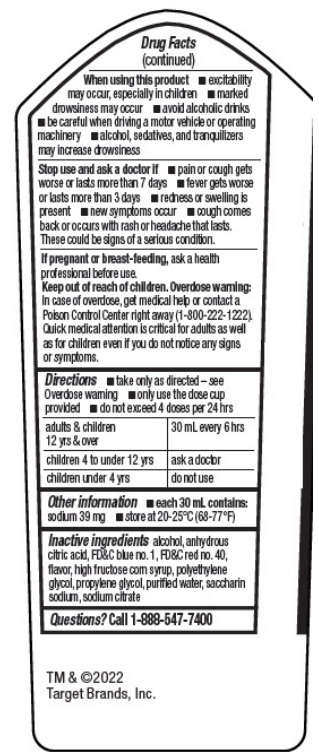 Drug Facts
(continued)
When using this product ■ excitability
may occur, especially in children ■ marked
drowsiness may occur ■ avoid alcoholic drinks
■ be careful when driving a motor vehicle or operating
machinery ■ alcohol, sedatives, and tranquilizers
may increase drowsiness
Stop use and ask a doctor if ■ pain or cough gets
worse or lasts more than 7 days ■ fever gets worse
or lasts more than 3 days ■ redness or swelling is
present ■ new symptoms occur ■ cough comes
back or occurs with rash or headache that lasts.
These could be signs of a serious condition.
If pregnant or breast-feeding, ask a health
professional before use.
Keep out of reach of children. Overdose warning:
In case of overdose, get medical help or contact a
Poison Control Center right away (1-800-222-1222).
Quick medical attention is critical for adults as well
as for children even if you do not notice any signs
or symptoms.
Directions ■ take only as directed – see
Overdose warning ■ only use the dose cup
provided ■ do not exceed 4 doses per 24 hrs
adults & children 30 mL every 6 hrs
12 yrs & over
children 4 to under 12 yrs ask a doctor
children under 4 yrs do not use
Other information ■ each 30 mL contains:
sodium 39 mg ■ store at 20-25°C (68-77°F)
Inactive ingredients alcohol, anhydrous
citric acid, FD&C blue no. 1, FD&C red no. 40,
flavor, high fructose corn syrup, polyethylene
glycol, propylene glycol, purified water, saccharin
sodium, sodium citrate
Questions? Call 1-888-547-7400
TM & ©2022
Target Brands, Inc.